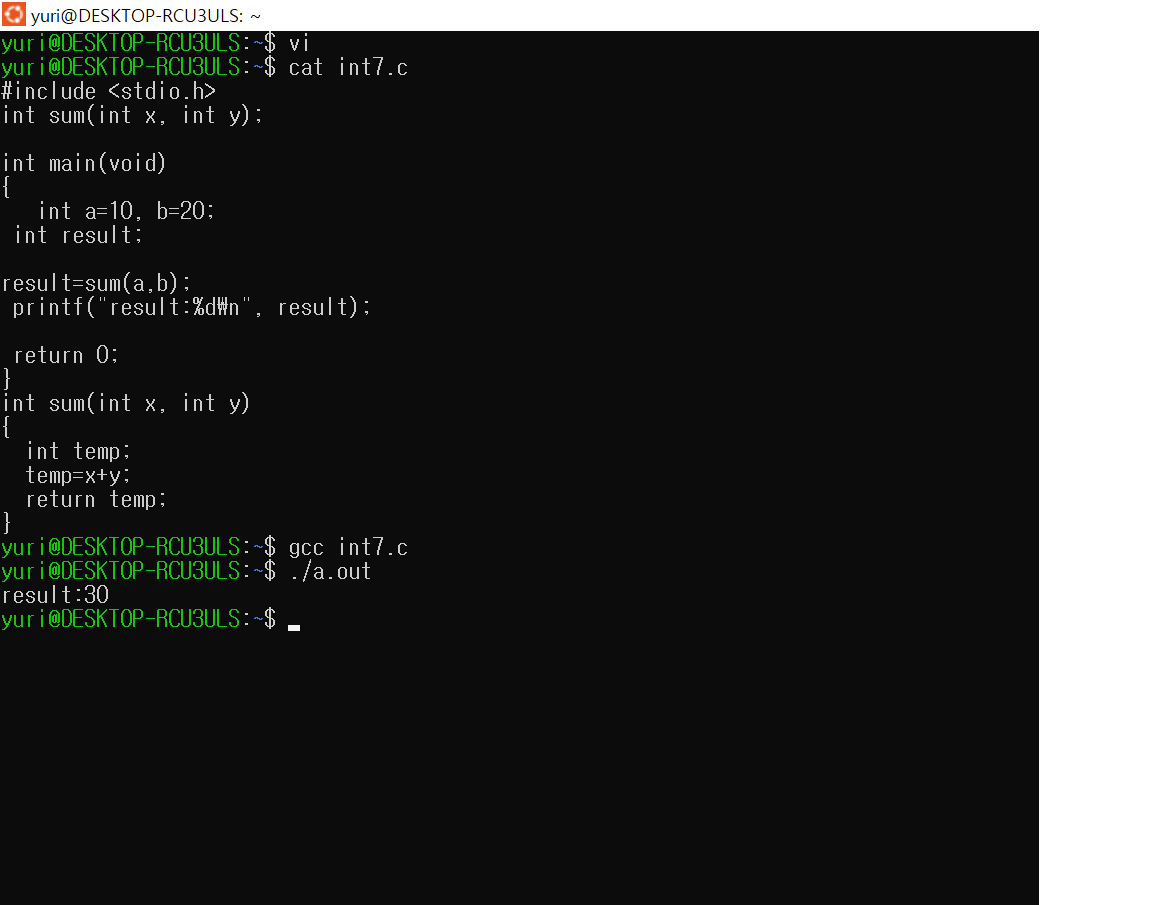 yuri@DESKTOP-RCU3ULS: ~
yuri@DESKTOP-RCU3ULS:~$ vi
yuri@DESKTOP-RCU3ULS:~$ cat int7.c
#include <stdio.h>
int sum(int x, int y);
int main(void)
{
   int a=10, b=20;
 int result;
result=sum(a,b);
 printf("result:%d₩n", result);
 return 0;
}
int sum(int x, int y)
{
  int temp;
  temp=x+y;
  return temp;
}
yuri@DESKTOP-RCU3ULS:~$ gcc int7.c
yuri@DESKTOP-RCU3ULS:~$ ./a.out
result:30
yuri@DESKTOP-RCU3ULS:~$